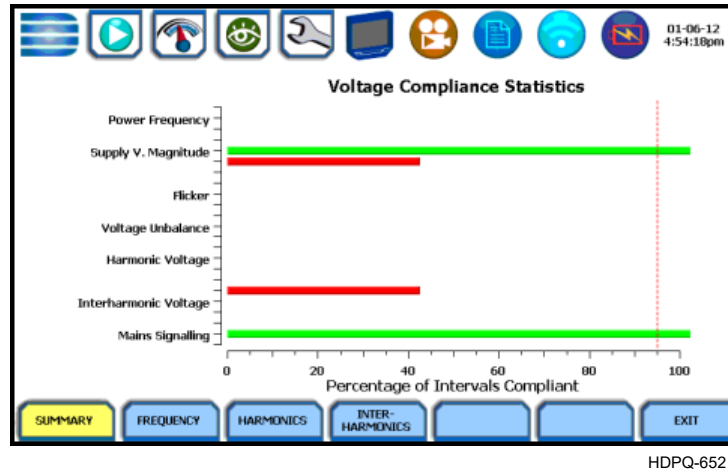 01-06-12
4:54:18pm
Voltage Compliance Statistics
Power Frequency
Supply V. Magnitude
Flicker
Voltage Unbalance
Harmonic Voltage
Interharmonic Voltage
Mains Signalling
0 20 40 60 80 100
Percentage of Intervals Compliant
SUMMARY FREQUENCY HARMONICS INTER-
HARMONICS EXIT
HDPQ-652